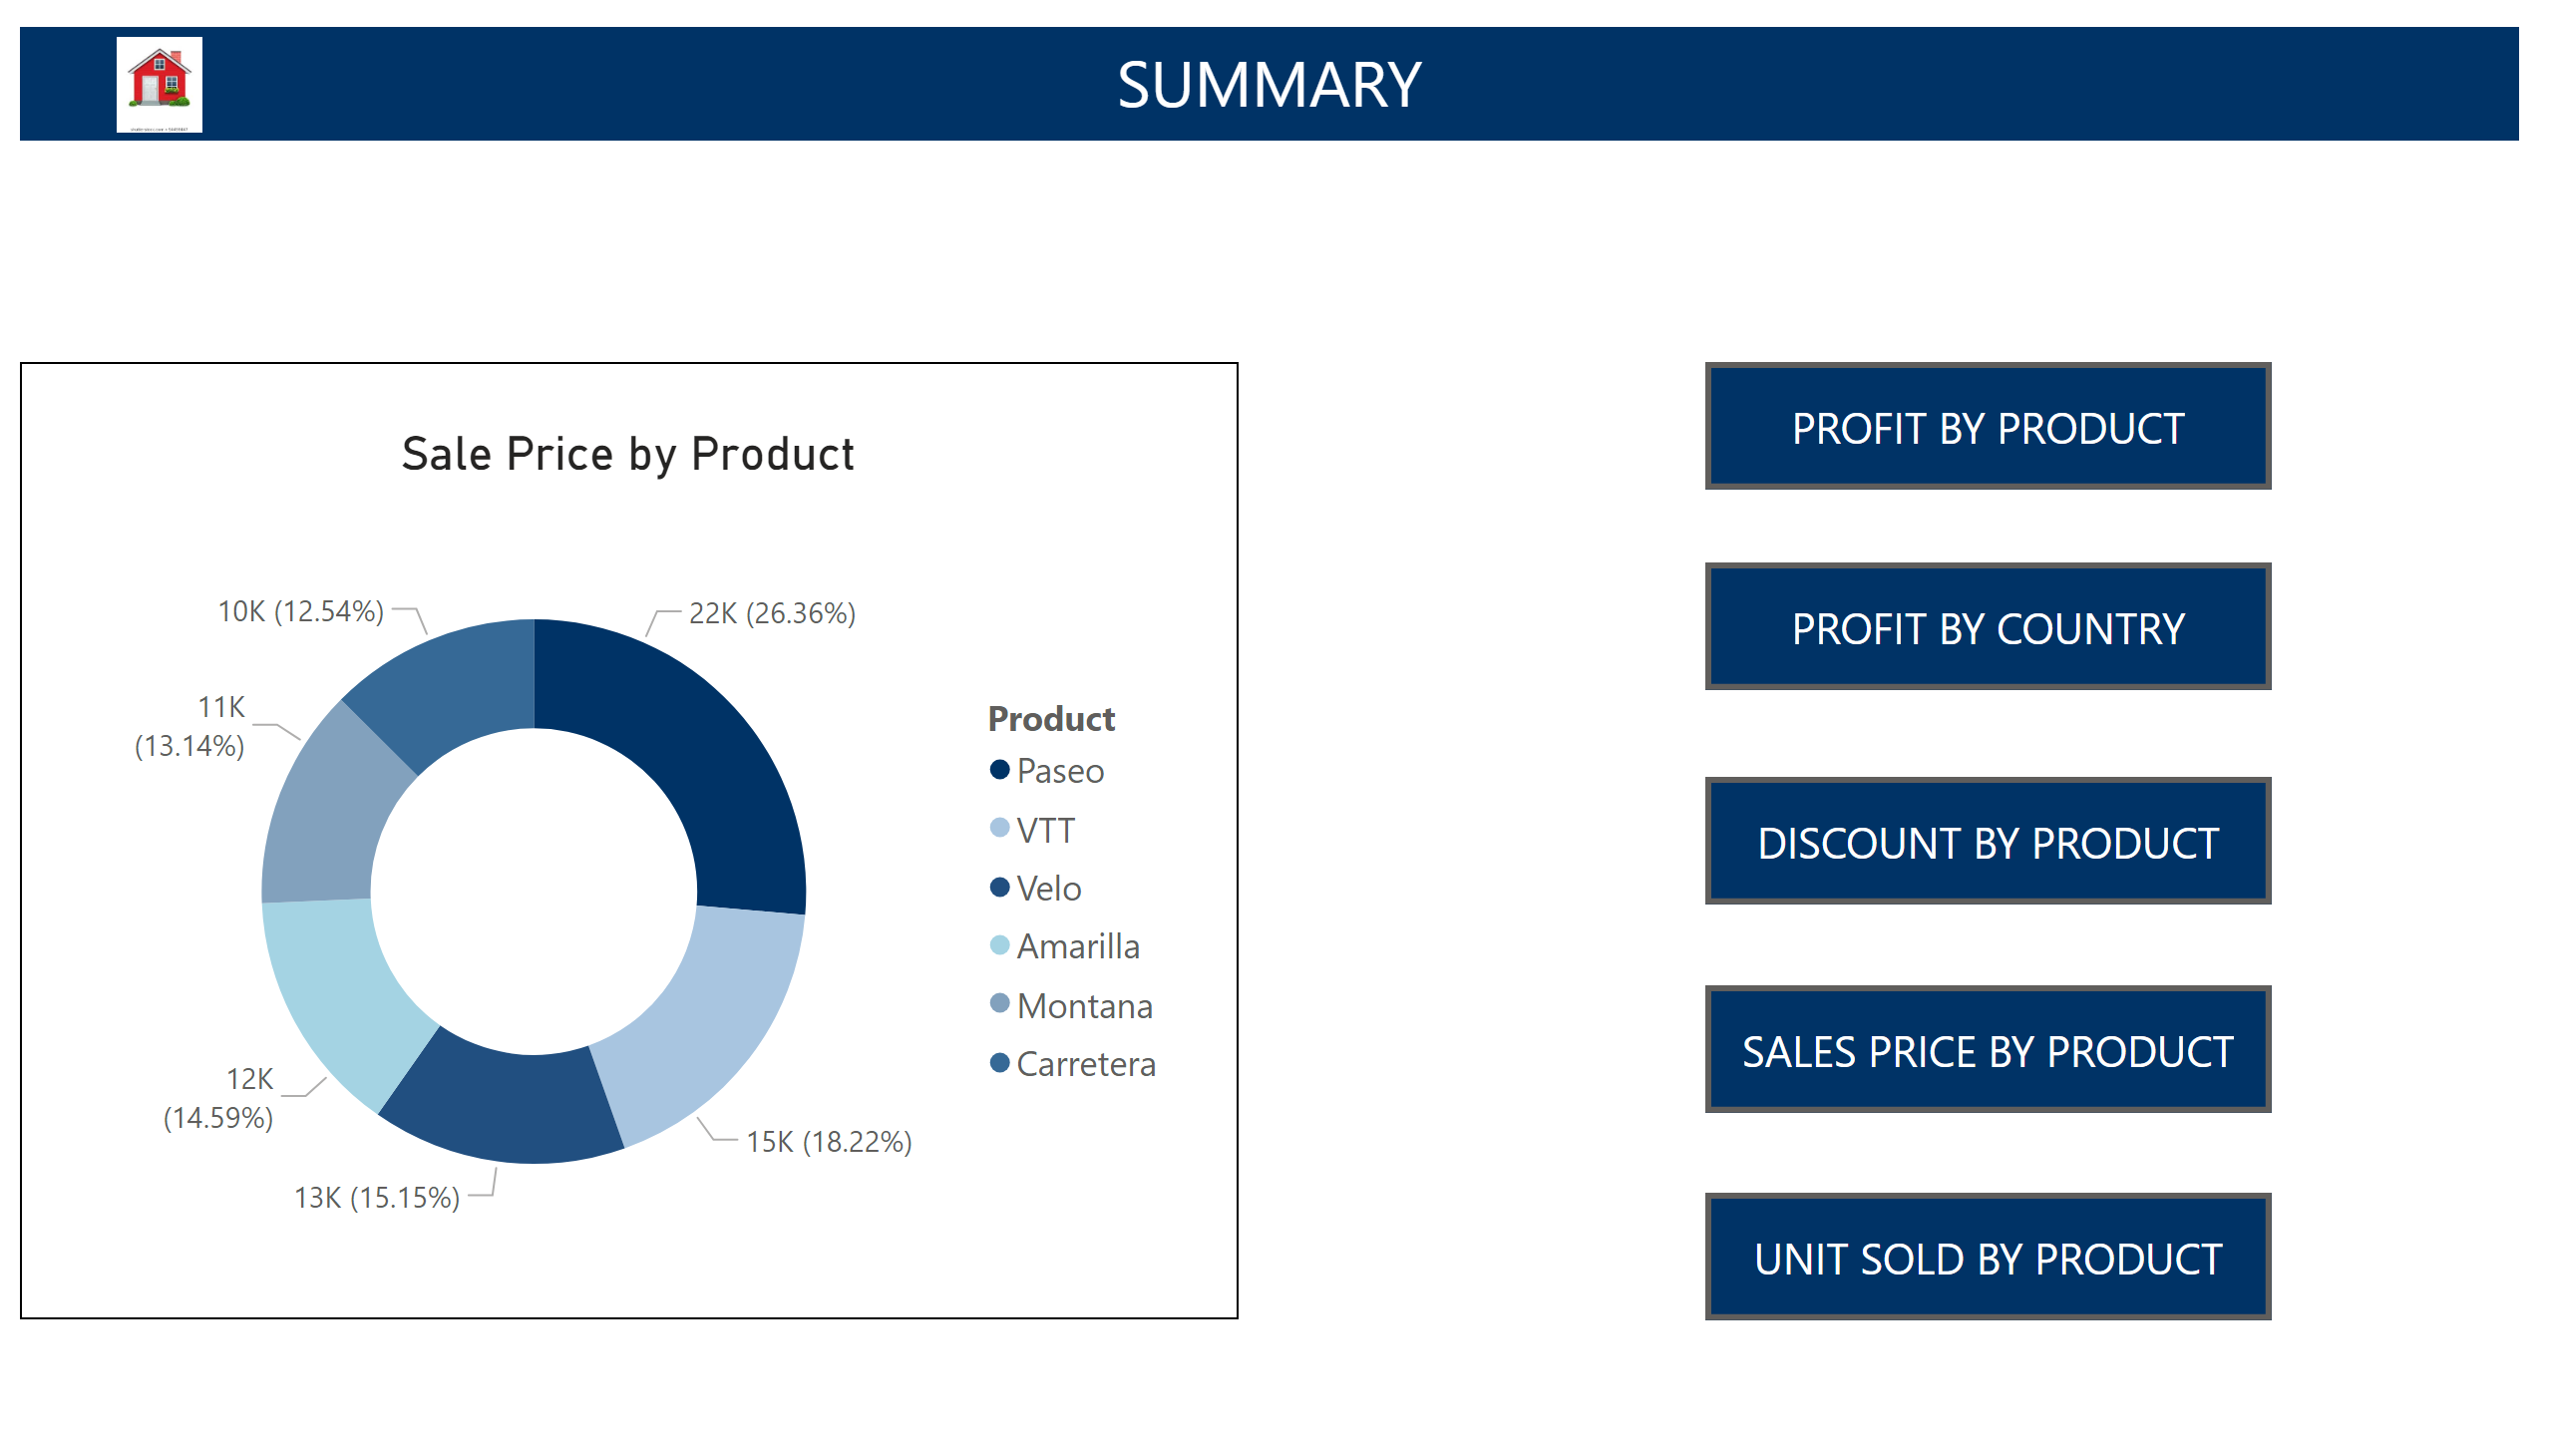 SUMMARY
Sale Price by Product
22K (26.36%)
15K (18.22%)
13K (15.15%)
12K
(14.59%)
11K
(13.14%)
10K (12.54%)
Product
Paseo
VTT
Velo
Amarilla
Montana
Carretera
PROFIT BY PRODUCT
PROFIT BY COUNTRY
DISCOUNT BY PRODUCT
SALES PRICE BY PRODUCT
UNIT SOLD BY PRODUCT